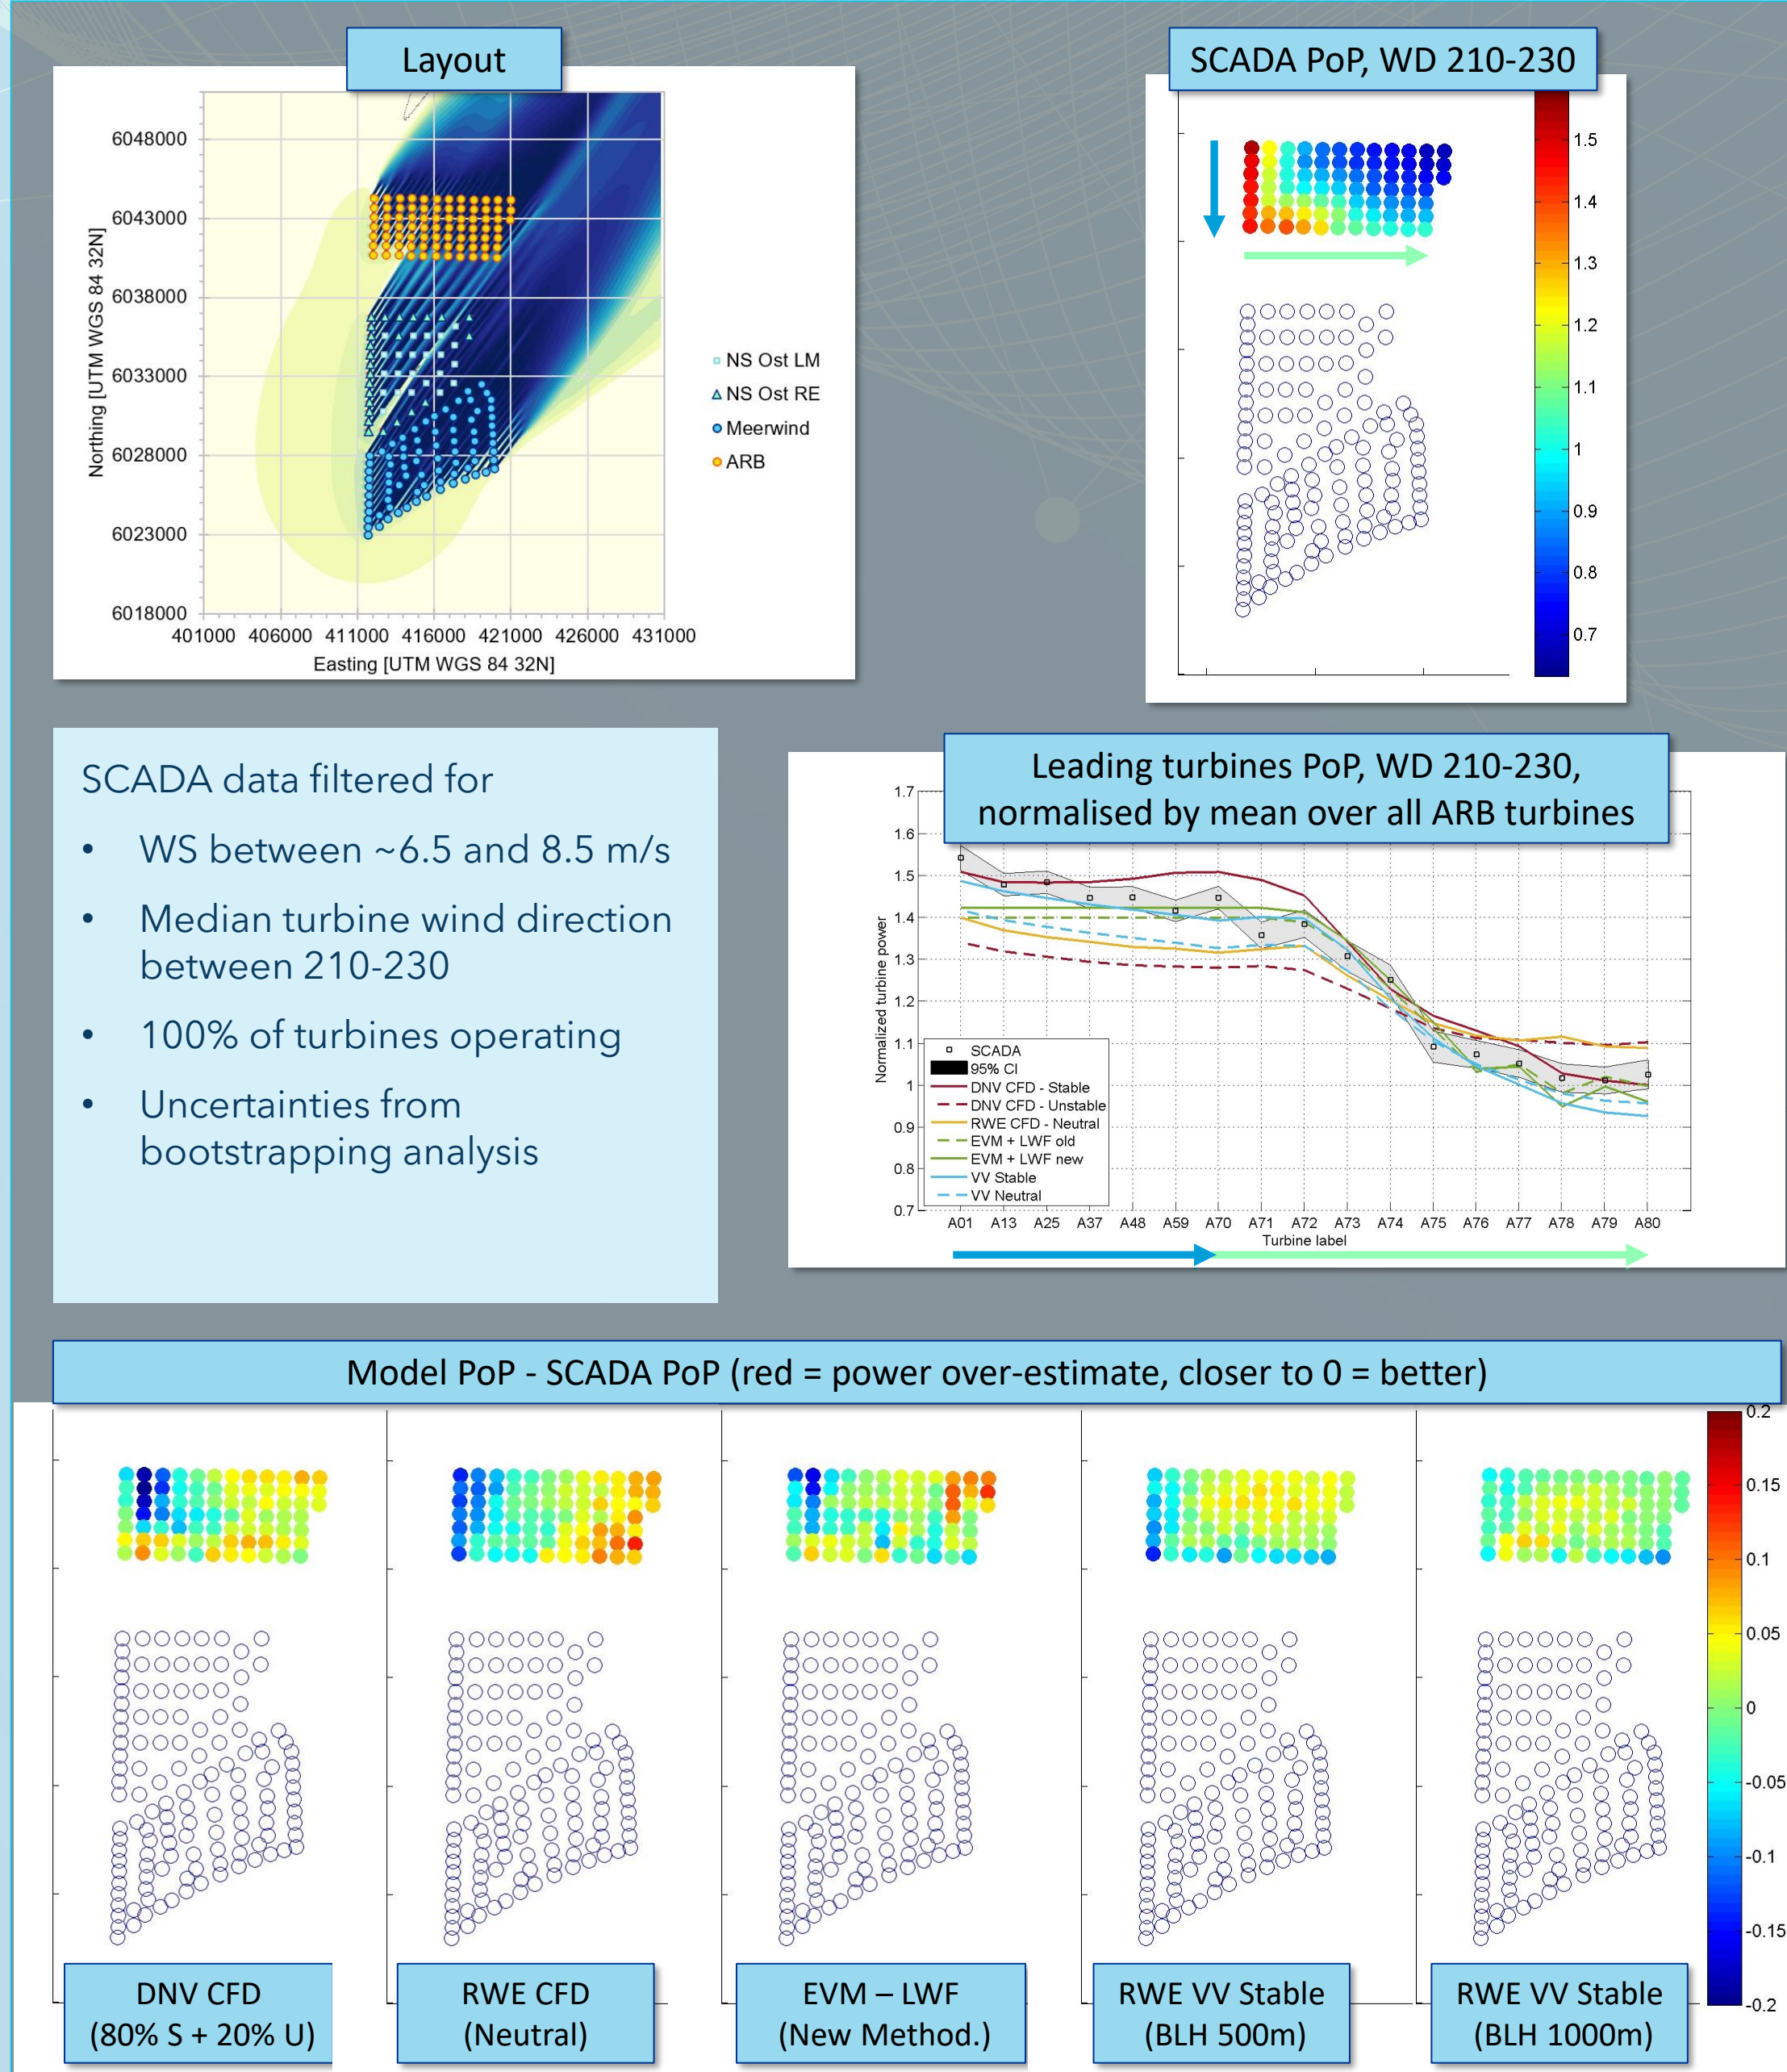 Layout
6048000
6043000
6038000
6033000
6028000
6023000
6018000
401000 406000 411000 416000 421000 426000 431000
Northing [UTM WGS 84 32N]
Easting [UTM WGS 84 32N]
NS Ost LM
NS Ost RE
Meerwind
ARB
SCADA PoP, WD 210-230
1.5
1.4
1.3
1.2
1.1
1
0.9
0.8
0.7
SCADA data filtered for
• WS between ~6.5 and 8.5 m/s
• Median turbine wind direction
between 210-230
• 100% of turbines operating
• Uncertainties from
bootstrapping analysis
Leading turbines PoP, WD 210-230,
normalised by mean over all ARB turbines
1.7
1.6
1.5
1.4
1.3
1.2
1.1
1
0.9
0.8
0.7
Normalized turbine power
SCADA
95% CI
DNV CFD - Stable
DNV CFD - Unstable
RWE CFD - Neutral
EVM + LWF old
EVM + LWF new
VV Stable
VV Neutral
A01 A13 A25 A37 A48 A59 A70 A71 A72 A73 A74 A75 A76 A77 A78 A79 A80
Turbine label
Model PoP - SCADA PoP (red = power over-estimate, closer to 0 = better)
0.2
0.15
0.1
0.05
0
-0.05
-0.1
-0.15
-0.2
DNV CFD
(80% S + 20% U)
RWE CFD
(Neutral)
EVM – LWF
(New Method.)
RWE VV Stable
(BLH 500m)
RWE VV Stable
(BLH 1000m)